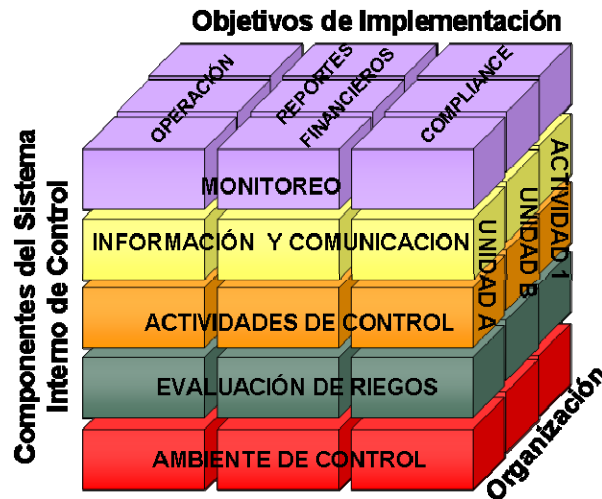 Objetivos de Implementación
OPERACIÓN
REPORTES
FINANCIEROS
COMPLIANCE
Componentes del Sistema
Interno de Control
MONITOREO
INFORMACIÓN Y COMUNICACION
ACTIVIDADES DE CONTROL
EVALUACIÓN DE RIEGOS
AMBIENTE DE CONTROL
UNIDAD A
UNIDAD B
ACTIVIDAD 1
Organización